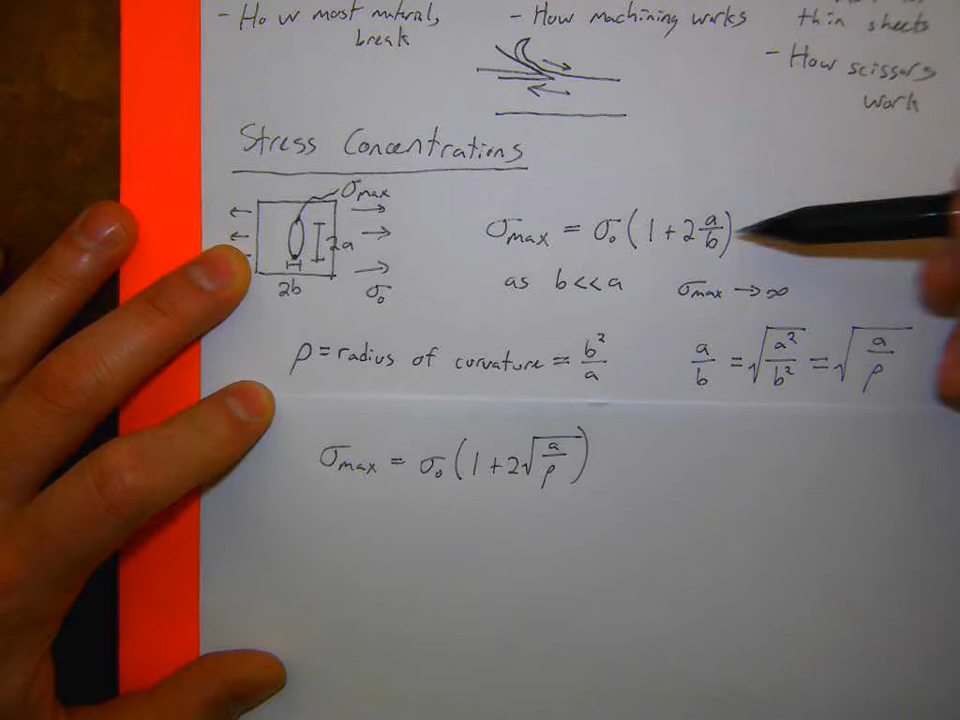 - How most material,
break
- How machining works
thin sheets
- How scissors
work
Stress Concentrations
σmax
2a
2b
σ₀
σmax = σ₀(1+2 a/b)
as b<<a σmax → ∞
ρ = radius of curvature = b²/a
a/b = √(a²/b²) = √(a/ρ)
σmax = σ₀(1+2√(a/ρ))